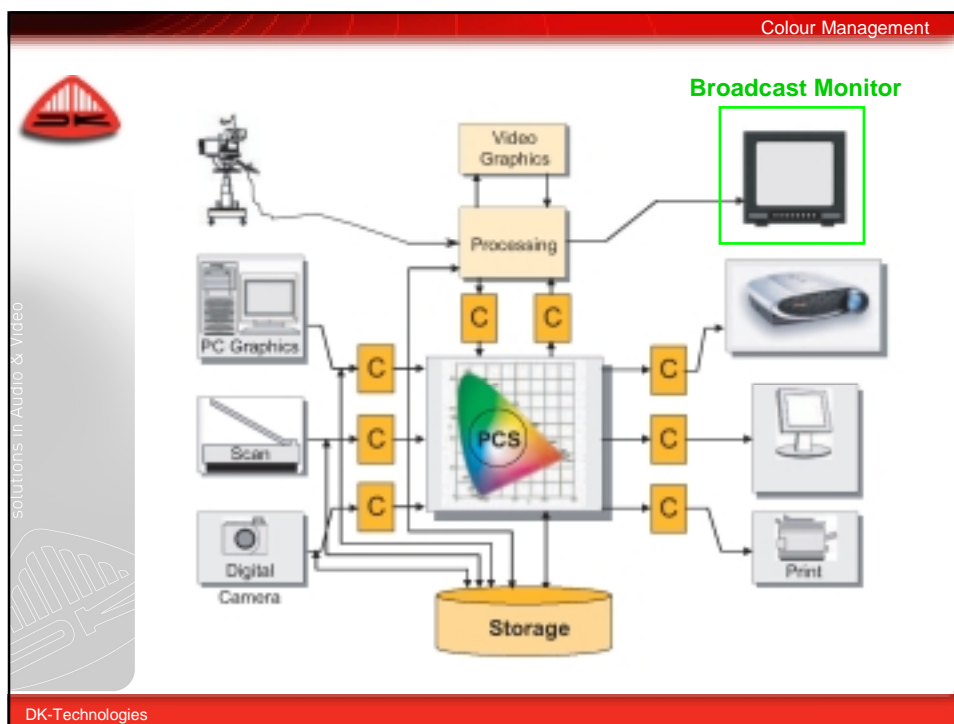 Colour Management
Broadcast Monitor
Video
Graphics
Processing
C
C
PC Graphics
C
C
Scan
C
C
PCS
C
C
Digital
Camera
Print
Storage
solutions in Audio & Video
DK-Technologies